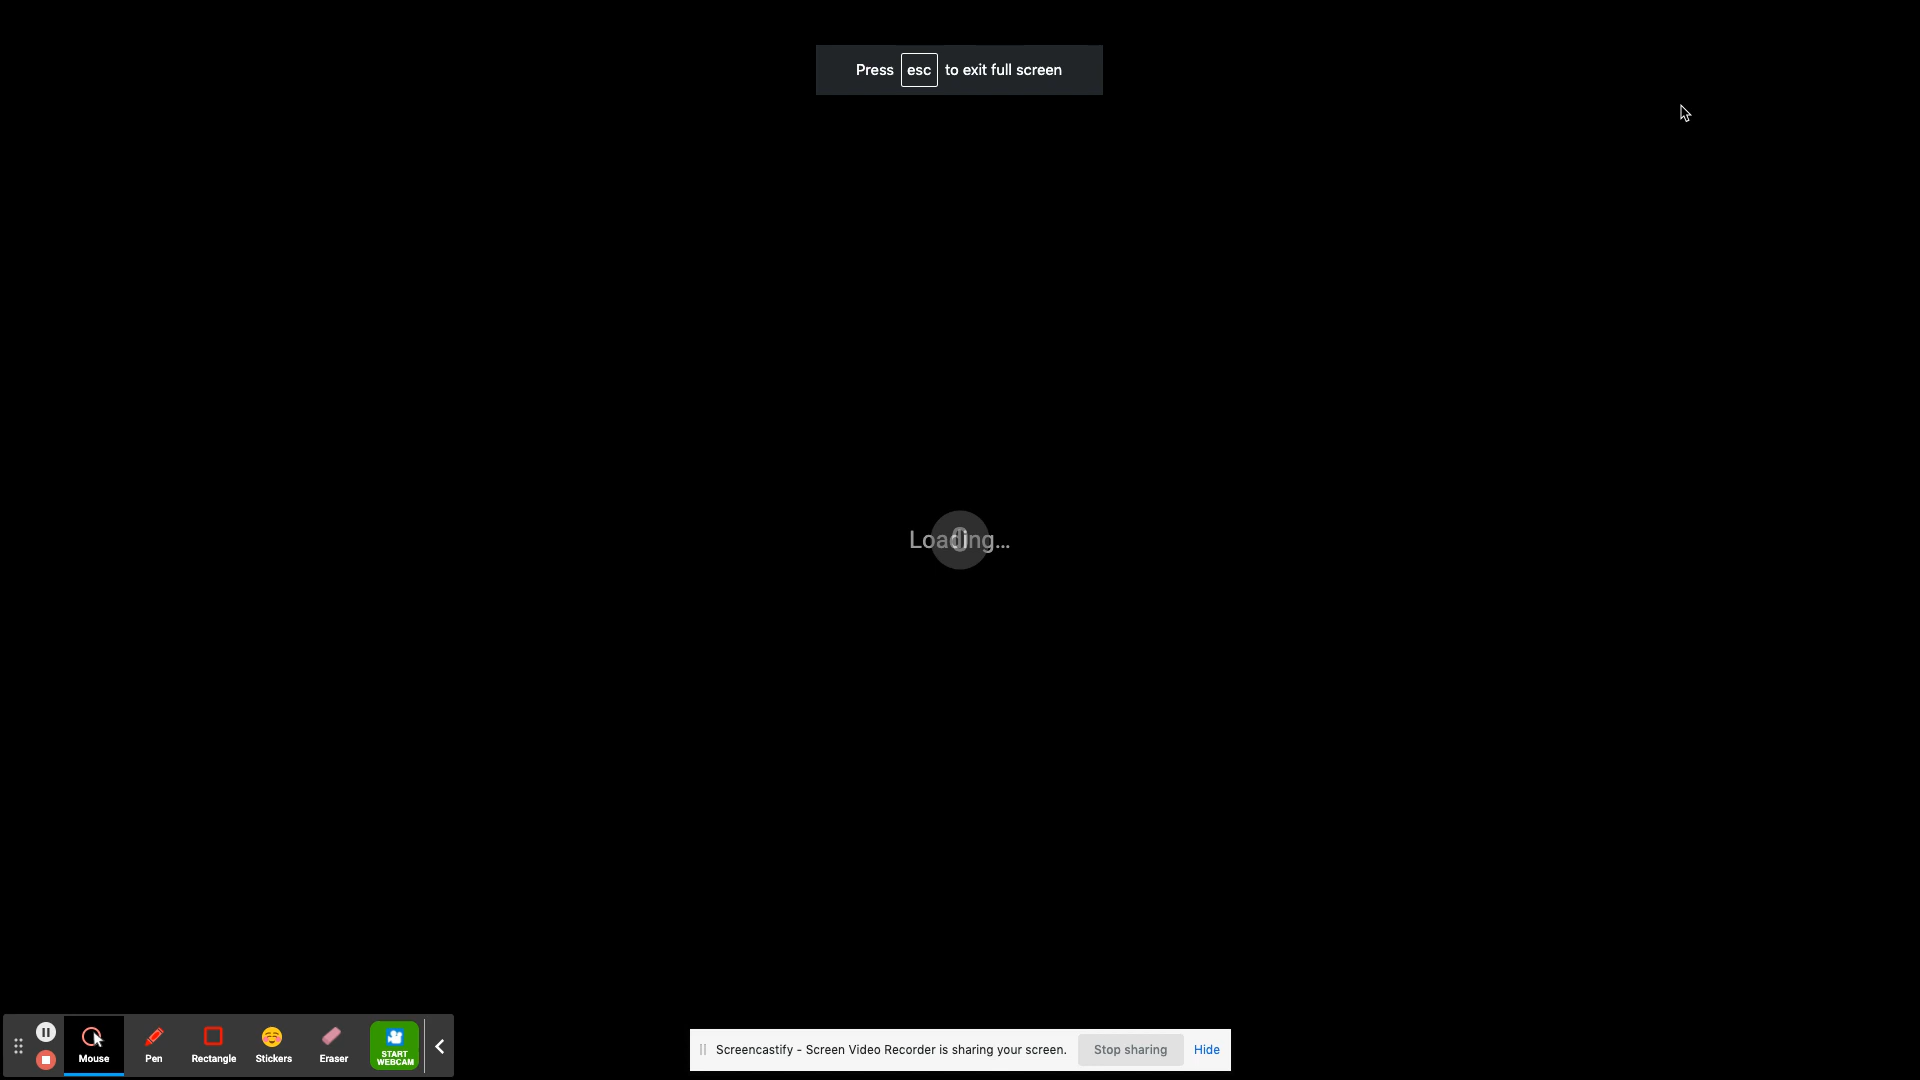 Press esc to exit full screen
Loading...
Mouse
Pen
Rectangle
Stickers
Eraser
START
WEBCAM
Screencastify - Screen Video Recorder is sharing your screen.
Stop sharing
Hide